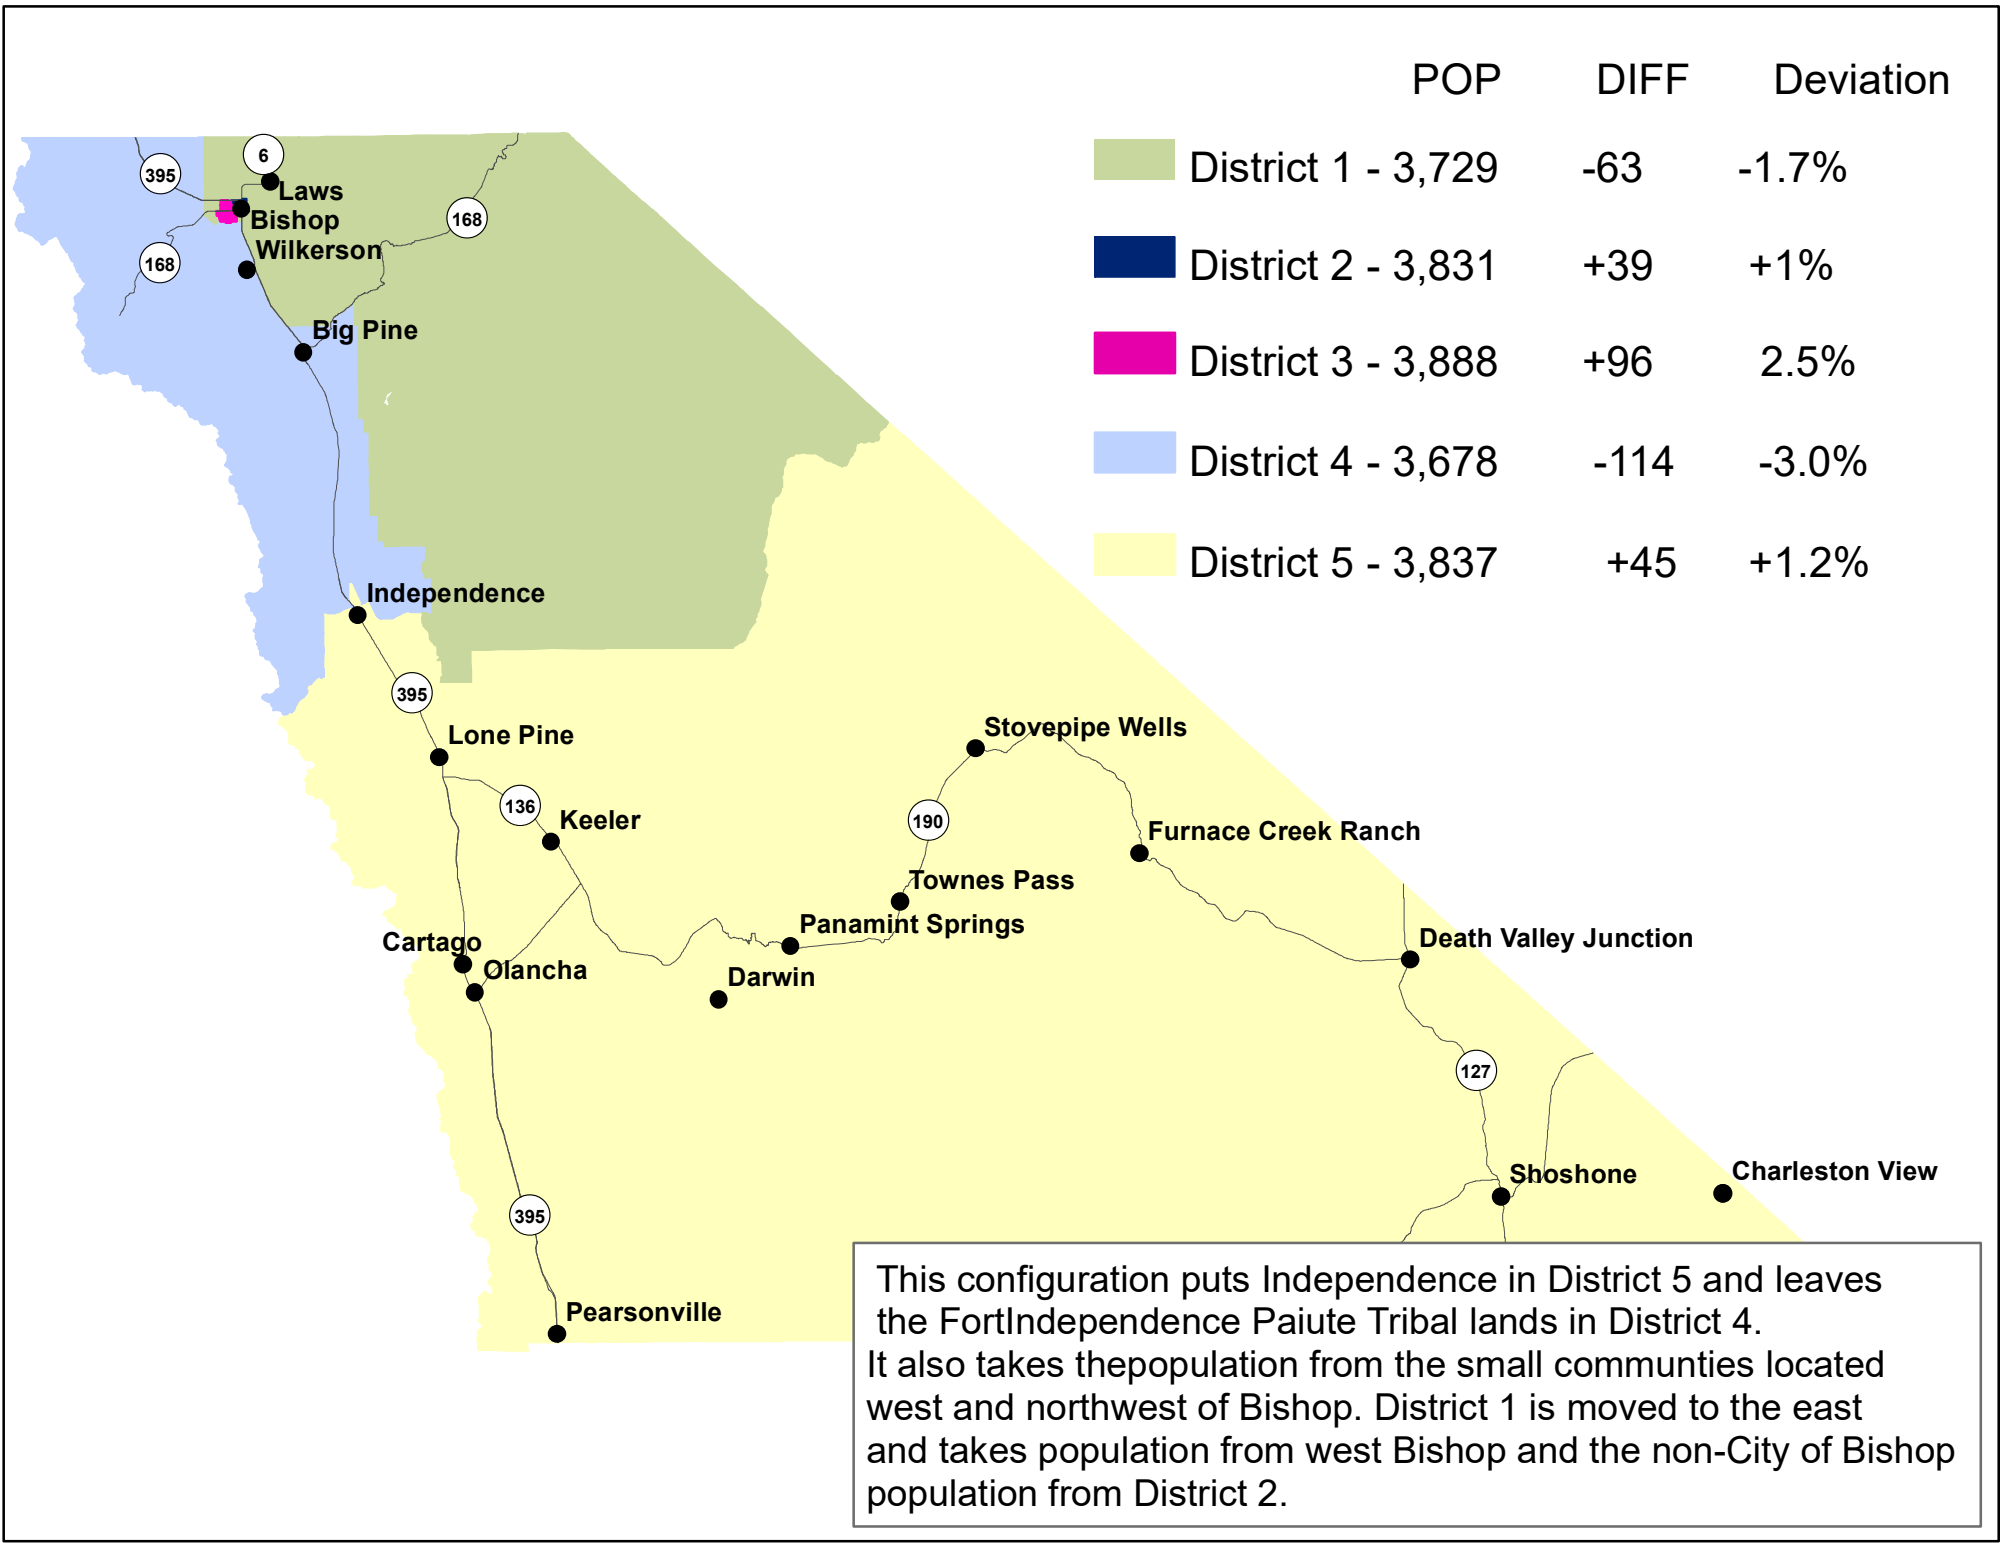 POP DIFF Deviation
District 1 - 3,729 -63 -1.7%
District 2 - 3,831 +39 +1%
District 3 - 3,888 +96 2.5%
District 4 - 3,678 -114 -3.0%
District 5 - 3,837 +45 +1.2%
6
395
Laws
Bishop
168
Wilkerson
168
Big Pine
Independence
395
Lone Pine
Stovepipe Wells
136
Keeler
190
Furnace Creek Ranch
Townes Pass
Panamint Springs
Cartago
Olancha
Darwin
Death Valley Junction
127
Shoshone
Charleston View
395
Pearsonville
This configuration puts Independence in District 5 and leaves
the FortIndependence Paiute Tribal lands in District 4.
It also takes thepopulation from the small communties located
west and northwest of Bishop. District 1 is moved to the east
and takes population from west Bishop and the non-City of Bishop
population from District 2.